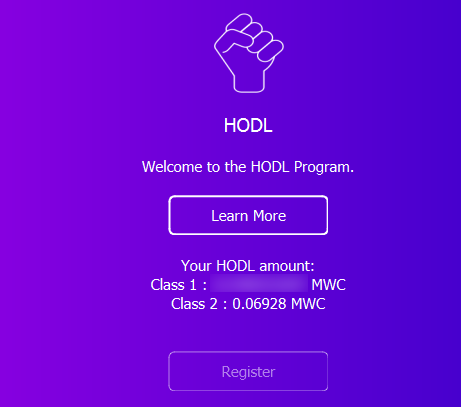 HODL
Welcome to the HODL Program.
Learn More
Your HODL amount:
Class 1 : MWC
Class 2 : 0.06928 MWC
Register